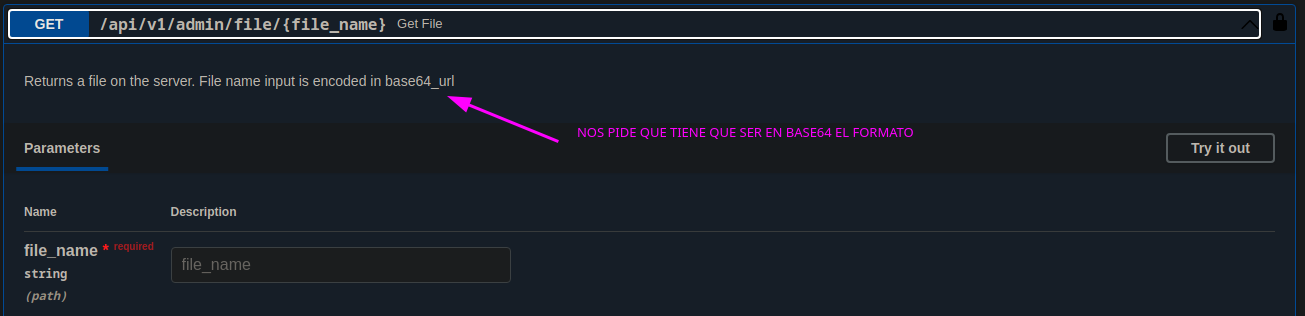 GET /api/v1/admin/file/{file_name} Get File
Returns a file on the server. File name input is encoded in base64_url
NOS PIDE QUE TIENE QUE SER EN BASE64 EL FORMATO
Parameters Try it out
Name Description
file_name * required file_name
string
(path)